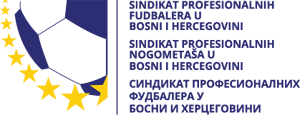 SINDIKAT PROFESIONALNIH
FUDBALERA U
BOSNI I HERCEGOVINI
SINDIKAT PROFESIONALNIH
NOGOMETAŠA U
BOSNI I HERCEGOVINI
СИНДИКАТ ПРОФЕСИОНАЛНИХ
ФУДБАЛЕРА У
БОСНИ И ХЕРЦЕГОВИНИ